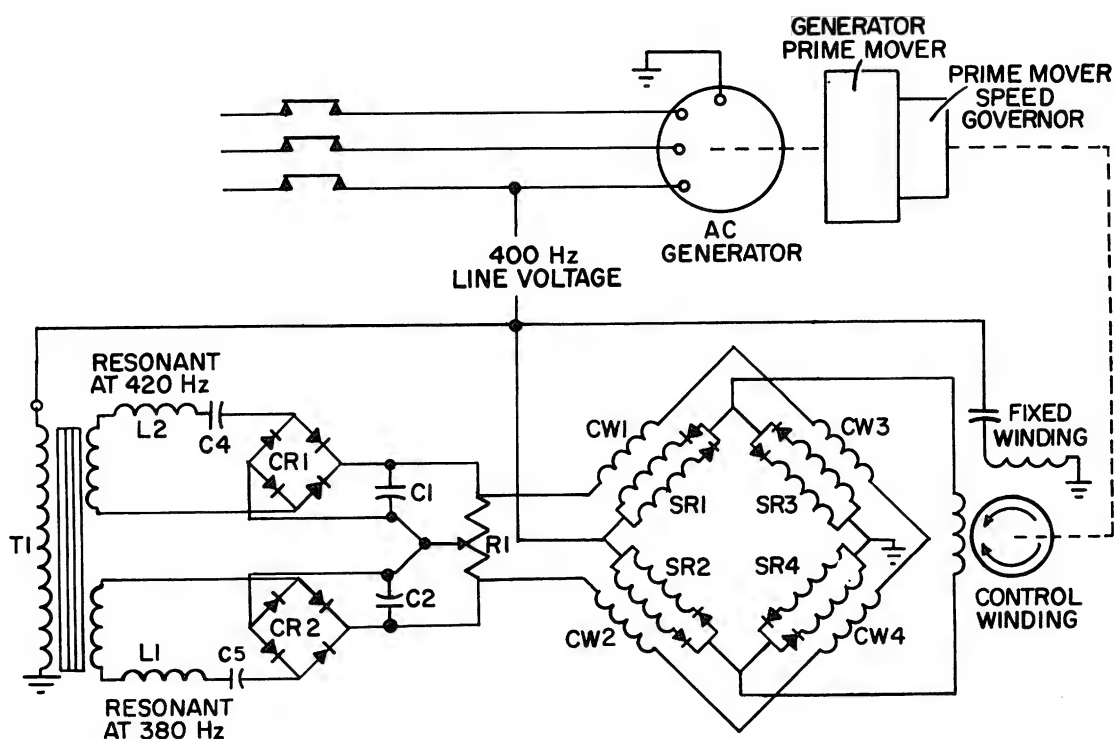 GENERATOR
PRIME MOVER
PRIME MOVER
SPEED
GOVERNOR
AC
GENERATOR
400 Hz
LINE VOLTAGE
RESONANT
AT 420 Hz
L2
C4
CR1
C1
CW1
CW3
FIXED
WINDING
SR1
SR3
T1
R1
SR2
SR4
C2
CONTROL
WINDING
CR2
CW2
CW4
L1
C5
RESONANT
AT 380 Hz